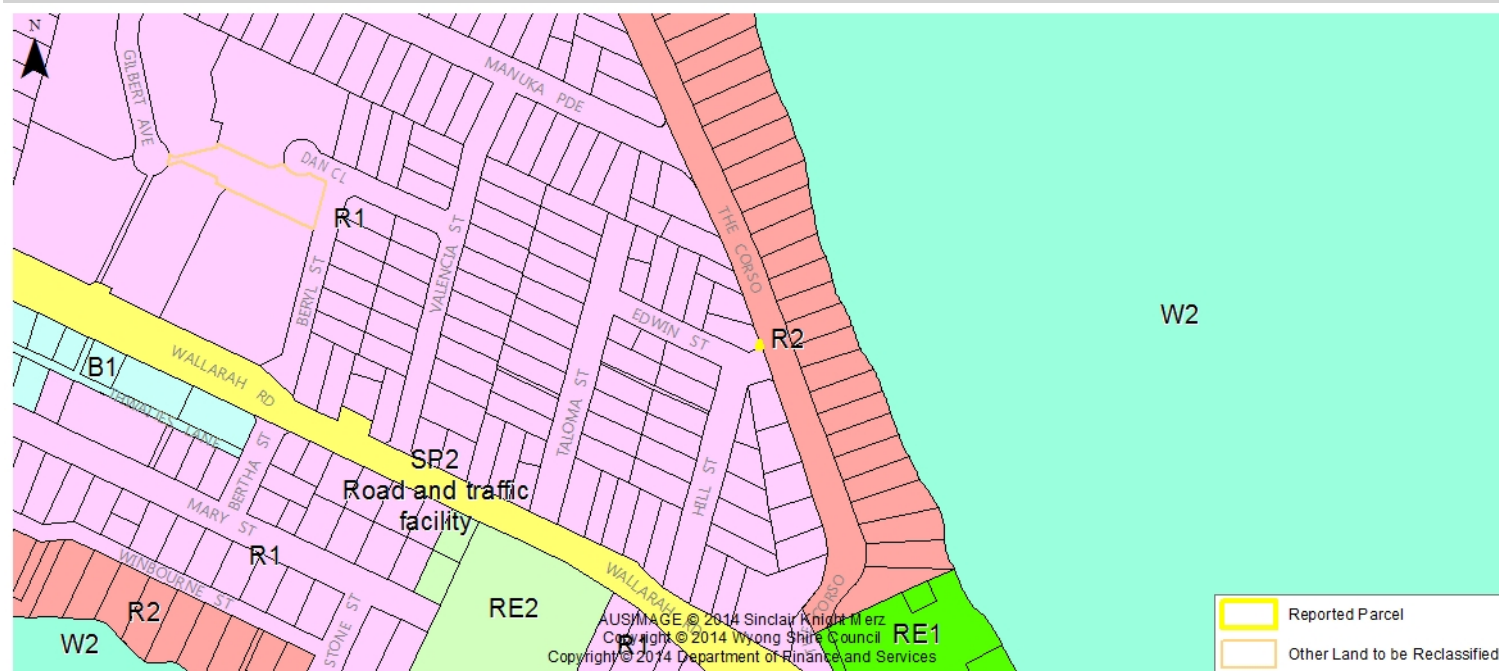 N
GILBERT AVE
MANUKA PDE
DAN CL
R1
BERYL ST
VALENCIA ST
THE CORSO
EDWIN ST
R2
W2
B1
WALLARAH RD
THWAITES LANE
TALOMA ST
HILL ST
SP2
Road and traffic
facility
BERTHA ST
MARY ST
R1
WINBOURNE ST
STONE ST
R2
W2
RE2
WALLARAH RD
CORSO
RE1
R1
AUSIMAGE © 2014 Sinclair Knight Merz
Copyright © 2014 Wyong Shire Council
Copyright © 2014 Department of Finance and Services
Reported Parcel
Other Land to be Reclassified